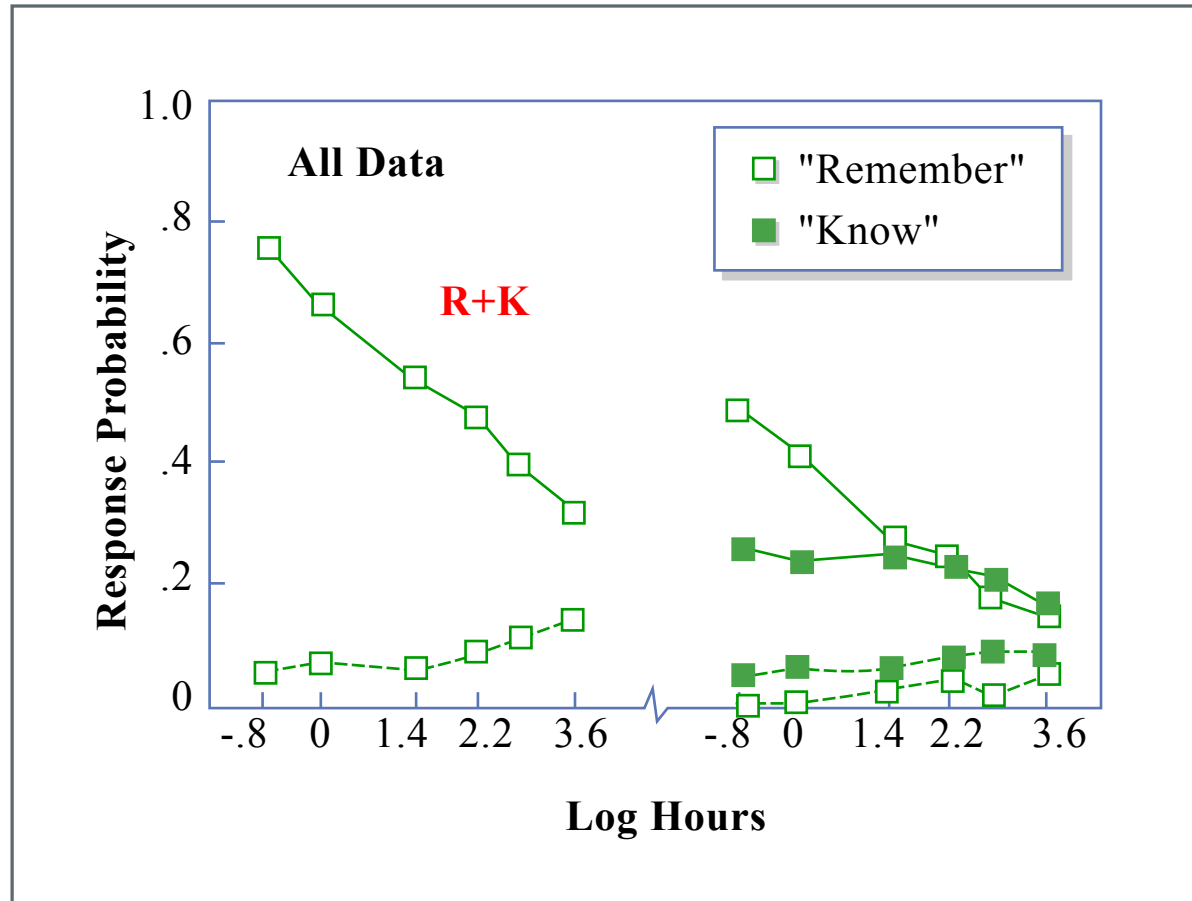 1.0
All Data
"Remember"
"Know"
.8
R+K
.6
.4
.2
0
Response Probability
-.8 0 1.4 2.2 3.6 -.8 0 1.4 2.2 3.6
Log Hours